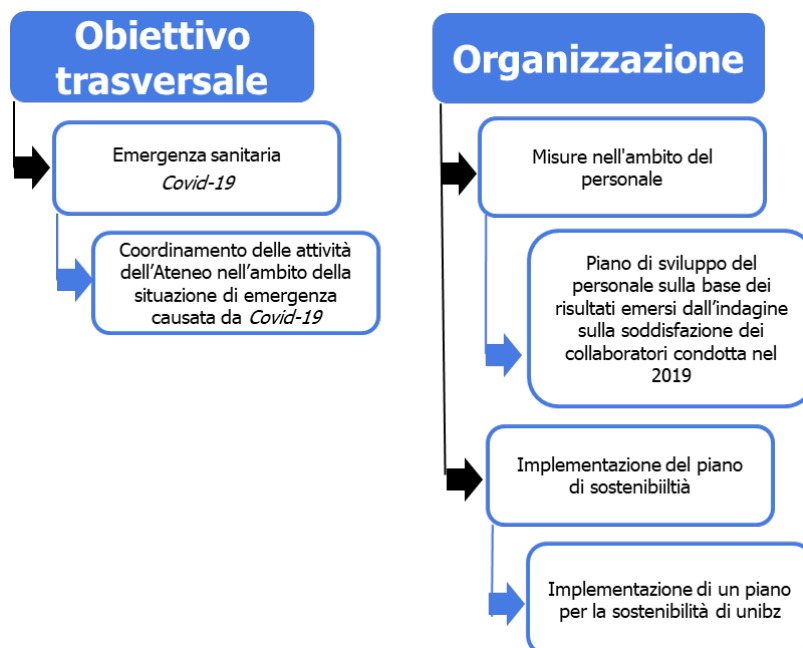 Obiettivo
trasversale
Emergenza sanitaria
Covid-19
Coordinamento delle attività
dell'Ateneo nell'ambito della
situazione di emergenza
causata da Covid-19
Organizzazione
Misure nell'ambito del
personale
Piano di sviluppo del
personale sulla base dei
risultati emersi dall'indagine
sulla soddisfazione dei
collaboratori condotta nel
2019
Implementazione del piano
di sostenibiiltià
Implementazione di un piano
per la sostenibilità di unibz